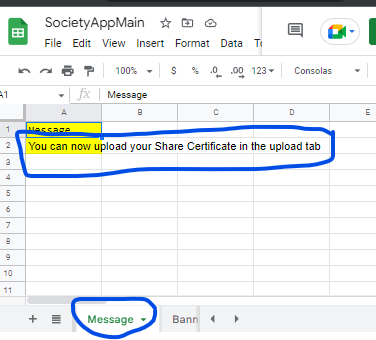 SocietyAppMain
File Edit View Insert Format Data
100% $ % .0 .00 123 Consolas
A1 fx Message
A B C D E
1 Message
2 You can now upload your Share Certificate in the upload tab
3
4
5
6
7
8
9
10
11
+ Message Bann